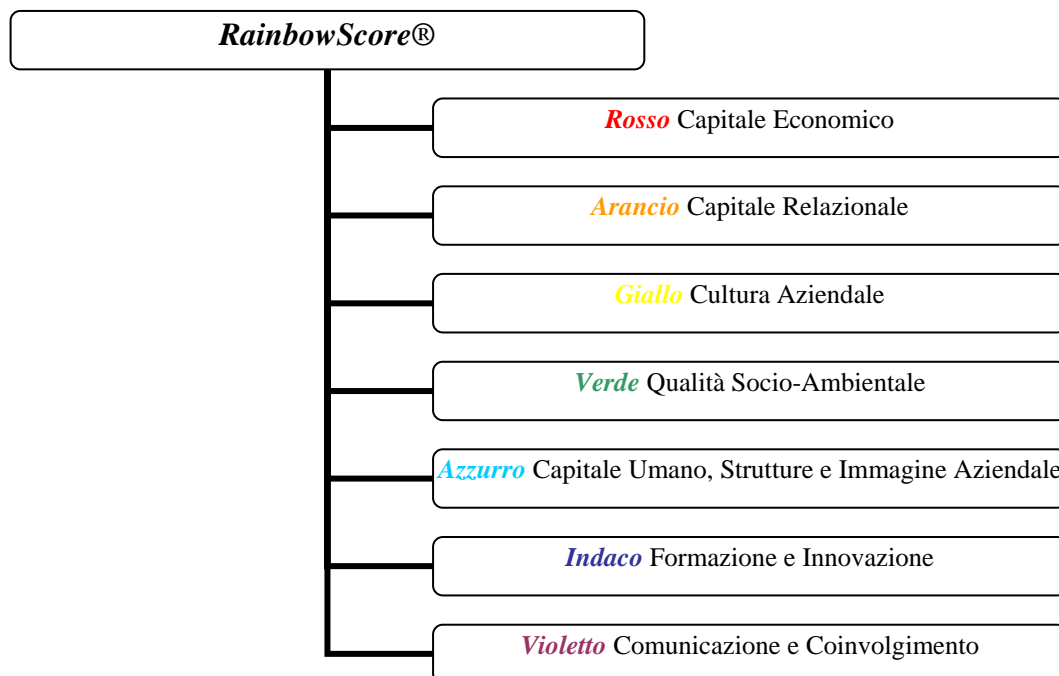 RainbowScore®
Rosso Capitale Economico
Arancio Capitale Relazionale
Giallo Cultura Aziendale
Verde Qualità Socio-Ambientale
Azzurro Capitale Umano, Strutture e Immagine Aziendale
Indaco Formazione e Innovazione
Violetto Comunicazione e Coinvolgimento